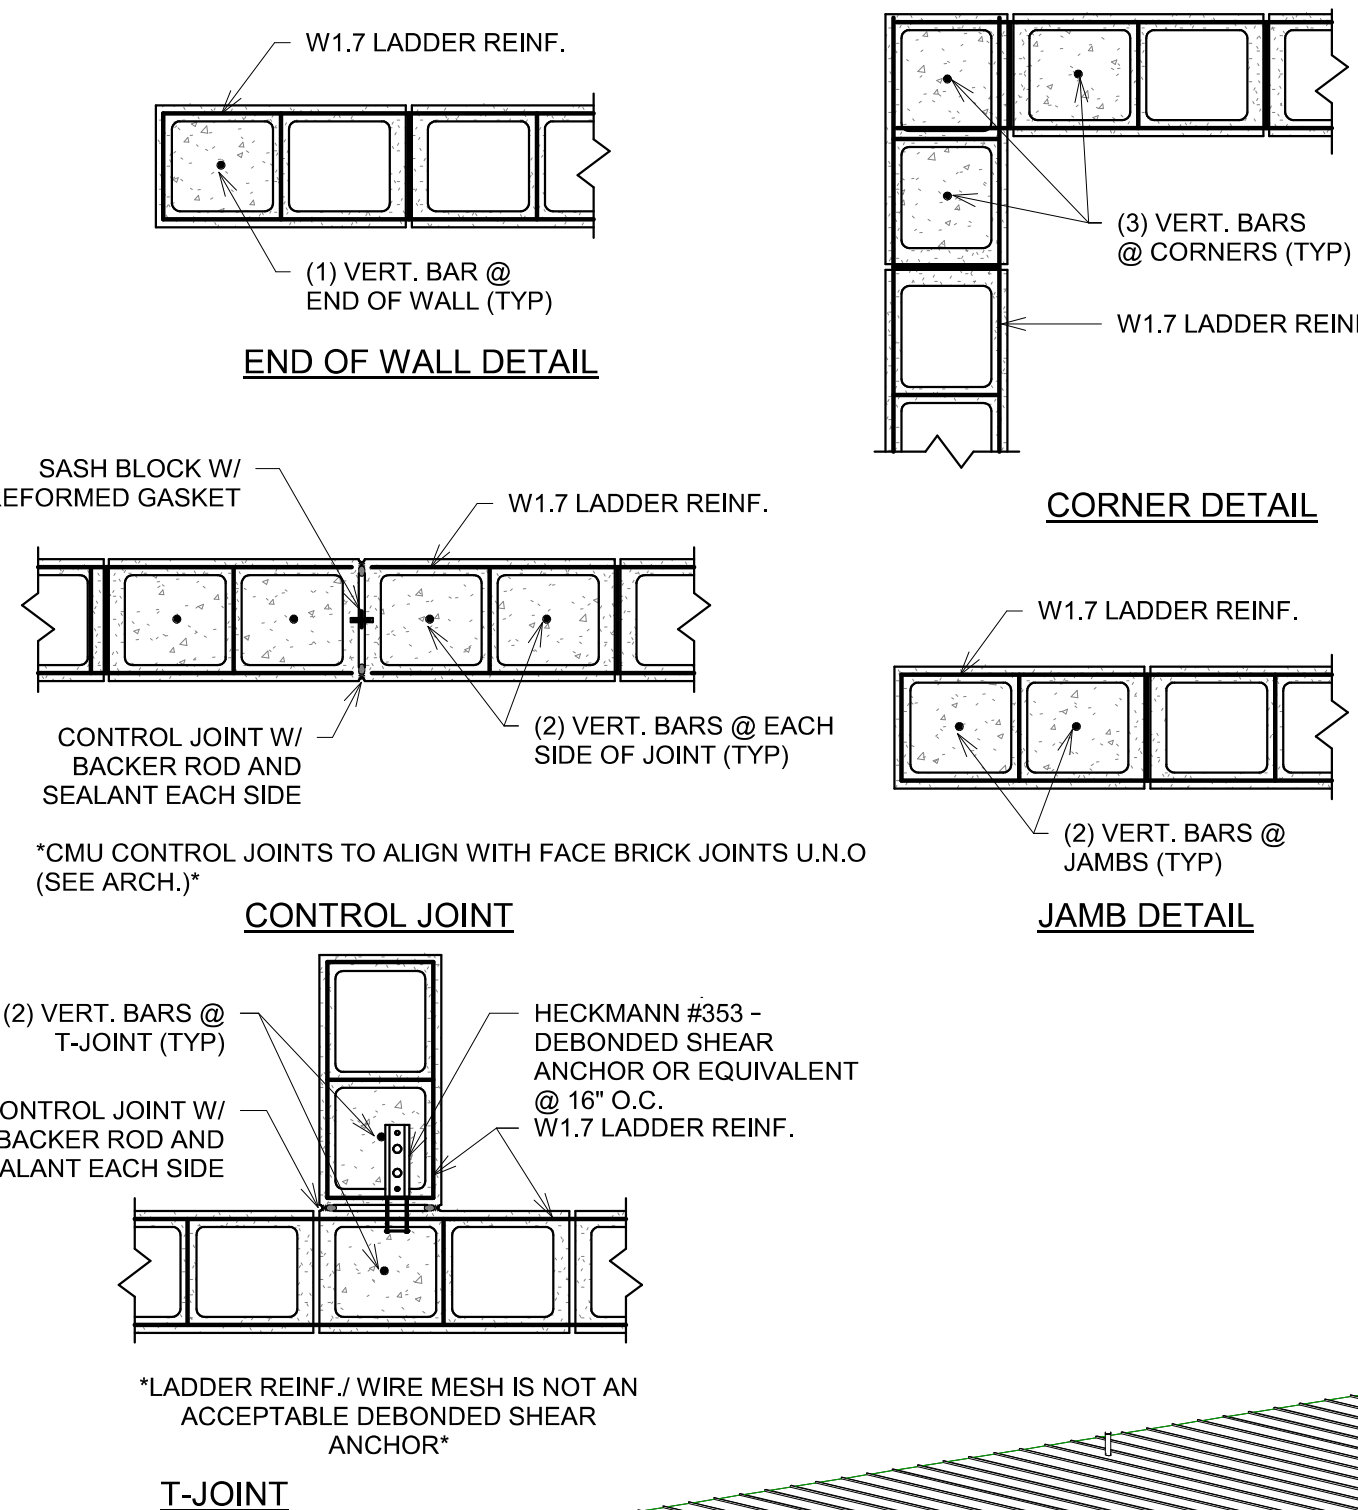 W1.7 LADDER REINF.
(1) VERT. BAR @
END OF WALL (TYP)
END OF WALL DETAIL
(3) VERT. BARS
@ CORNERS (TYP)
W1.7 LADDER
CORNER DETAIL
SASH BLOCK W/
GASKET
W1.7 LADDER REINF.
CONTROL JOINT W/
BACKER ROD AND
SEALANT EACH SIDE
(2) VERT. BARS @ EACH
SIDE OF JOINT (TYP)
*CMU CONTROL JOINTS TO ALIGN WITH FACE BRICK JOINTS U.N.O
(SEE ARCH.)*
CONTROL JOINT
W1.7 LADDER REINF.
(2) VERT. BARS @
JAMBS (TYP)
JAMB DETAIL
(2) VERT. BARS @
T-JOINT (TYP)
JOINT W/
BACKER ROD AND
EACH SIDE
HECKMANN #353 -
DEBONDED SHEAR
ANCHOR OR EQUIVALENT
@ 16" O.C.
W1.7 LADDER REINF.
*LADDER REINF./ WIRE MESH IS NOT AN
ACCEPTABLE DEBONDED SHEAR
ANCHOR*
T-JOINT